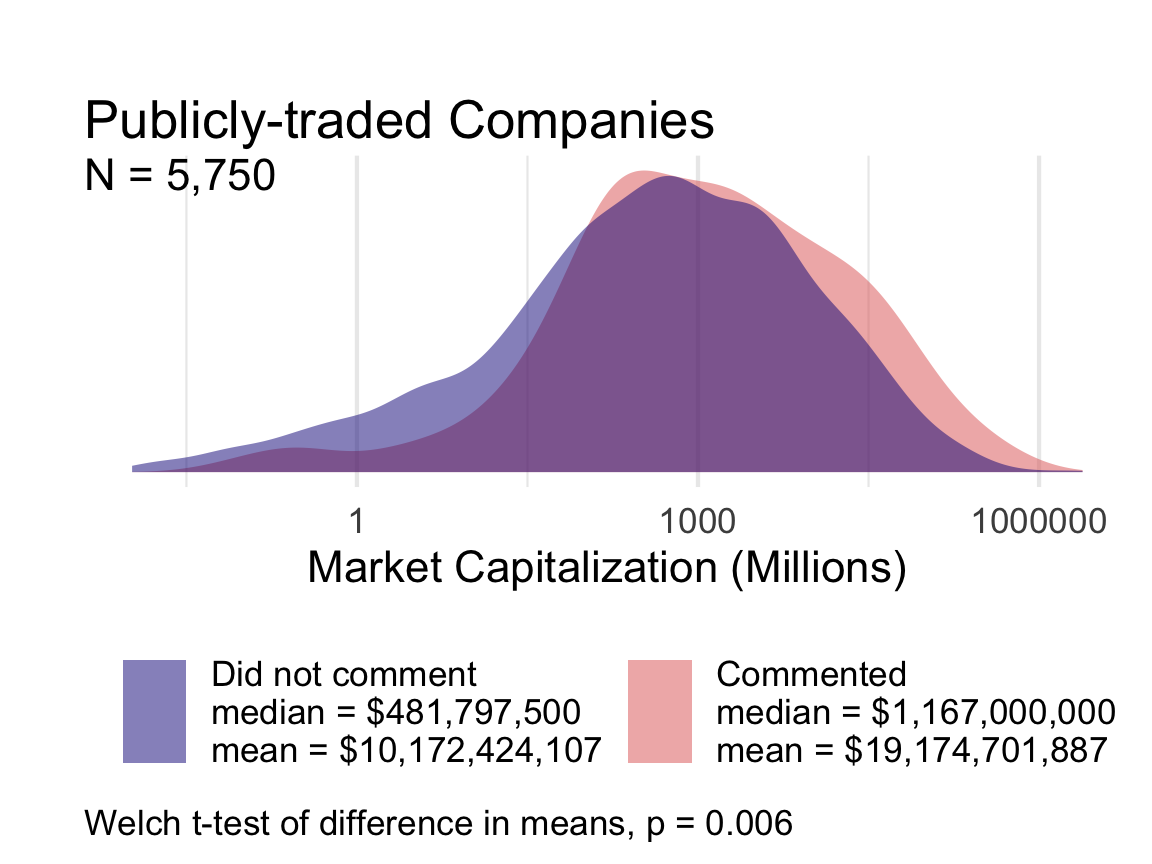 Publicly-traded Companies
N = 5,750
1 1000 1000000
Market Capitalization (Millions)
Did not comment
median = $481,797,500
mean = $10,172,424,107
Commented
median = $1,167,000,000
mean = $19,174,701,887
Welch t-test of difference in means, p = 0.006